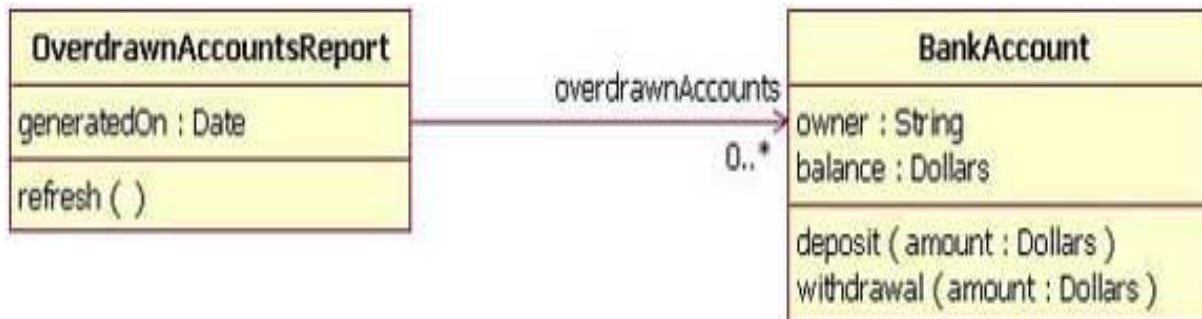 OverdrawnAccountsReport
generatedOn : Date
refresh ( )
overdrawnAccounts
0..*
BankAccount
owner : String
balance : Dollars
deposit ( amount : Dollars )
withdrawal ( amount : Dollars )